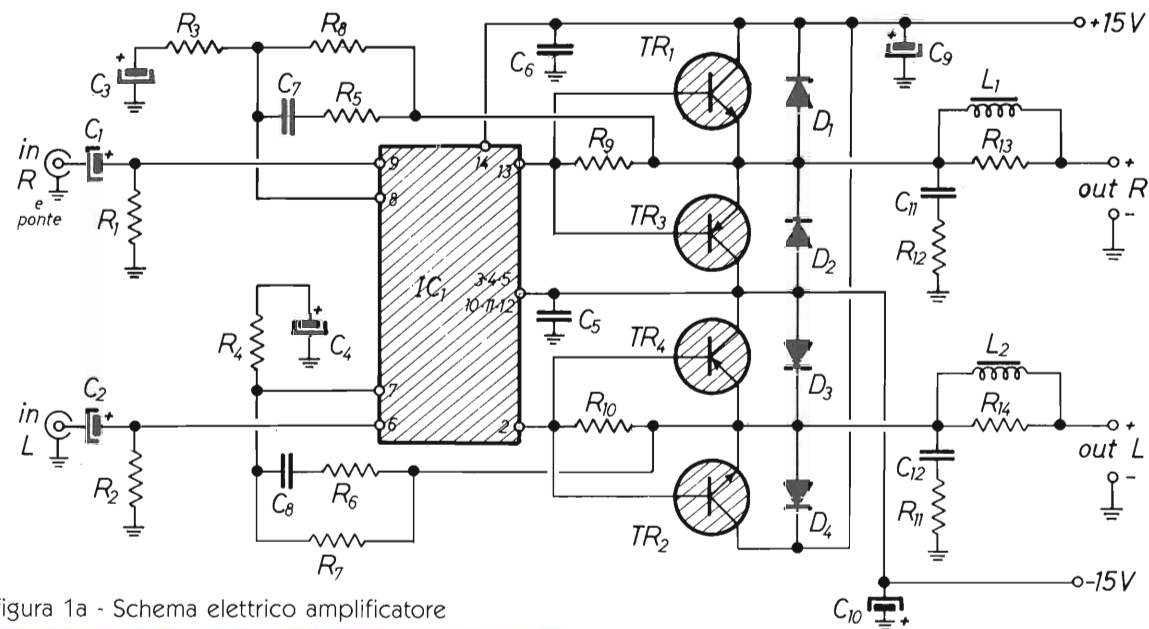 R3
R8
TR1
+15V
C3
+
C6
+
C9
C7
R5
L1
D1
C1
+
R9
R13
in
R
e
ponte
9
14
13
+
out R
-
8
R1
TR3
C11
R12
D2
IC1
3·4·5
10·11·12
C5
R4
+
C4
TR4
L2
C2
7
D3
R10
R14
in
L
+
6
2
+
out L
-
C12
R2
C8
R6
R11
D4
TR2
R7
-15V
C10
+
figura 1a - Schema elettrico amplificatore